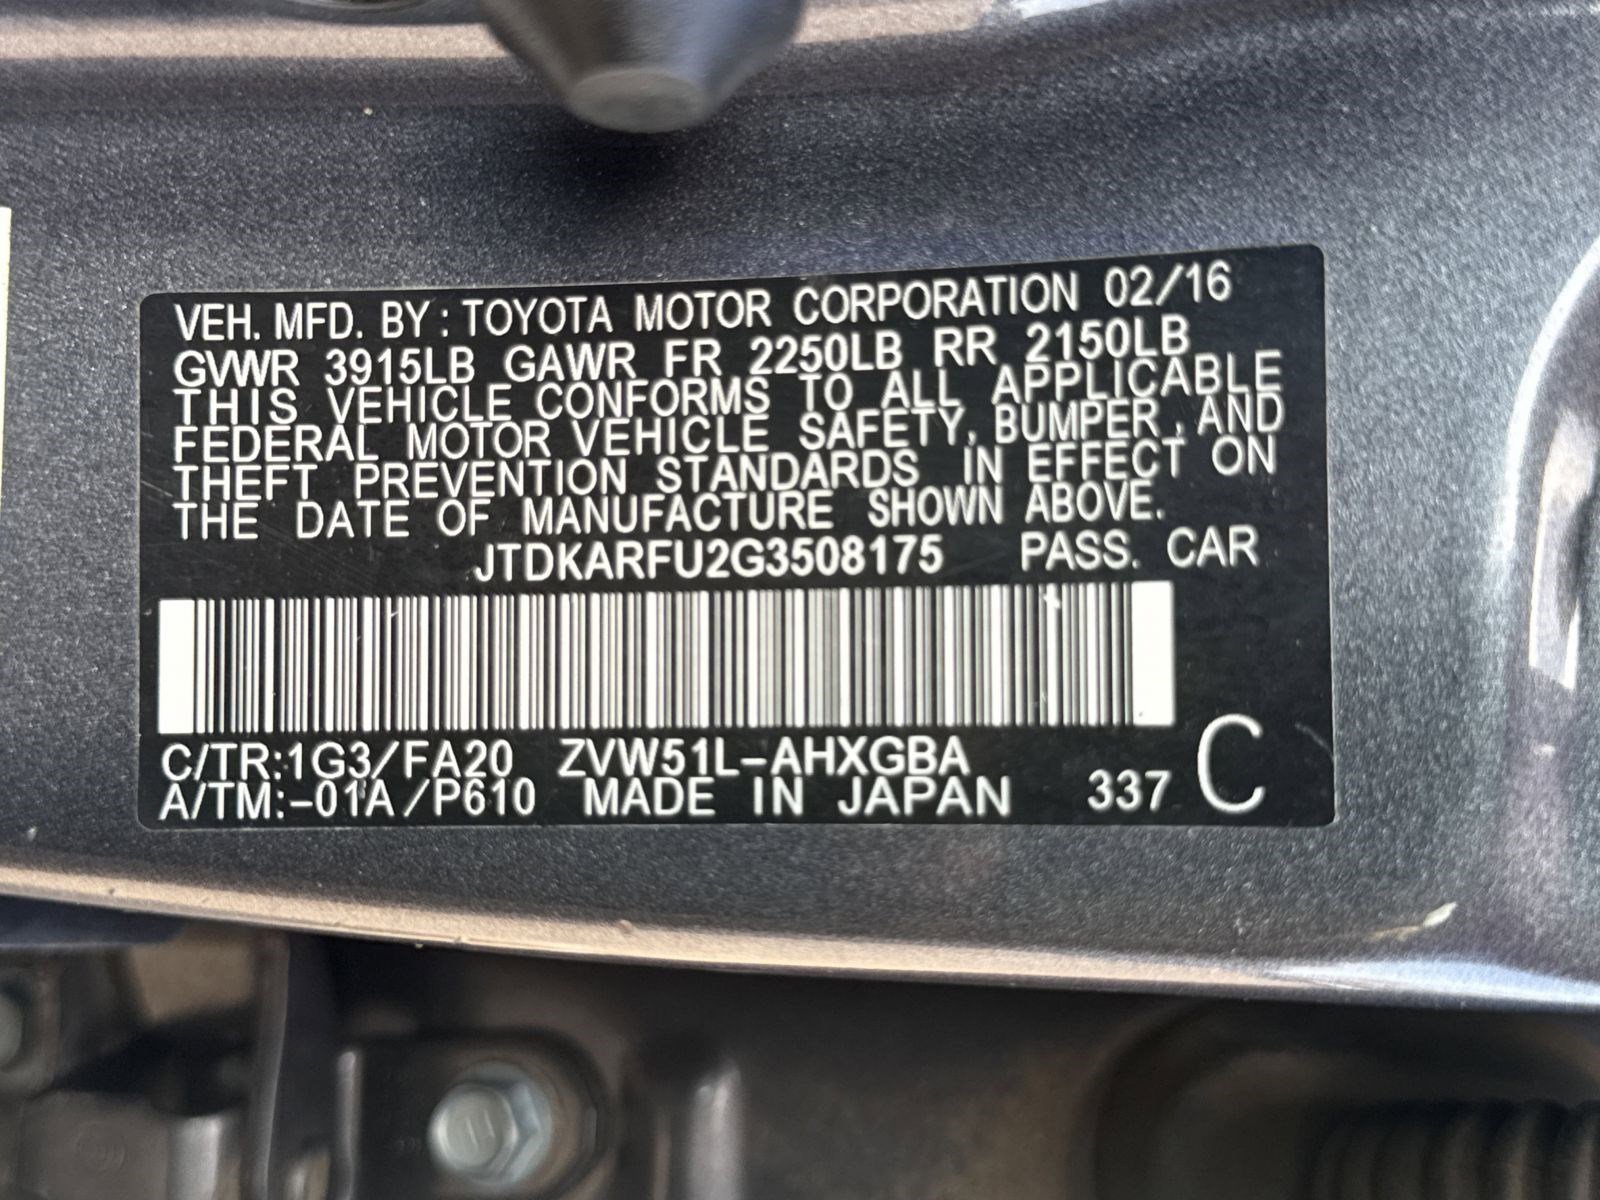 VEH. MFD. BY : TOYOTA MOTOR CORPORATION 02/16
GVWR 3915LB GAWR FR 2250LB RR 2150LB
THIS VEHICLE CONFORMS TO ALL APPLICABLE
FEDERAL MOTOR VEHICLE SAFETY, BUMPER, AND
THEFT PREVENTION STANDARDS IN EFFECT ON
THE DATE OF MANUFACTURE SHOWN ABOVE.
JTDKARFU2G3508175 PASS. CAR
C/TR:1G3/FA20 ZVW51L-AHXGBA
A/TM:-01A/P610 MADE IN JAPAN 337 C